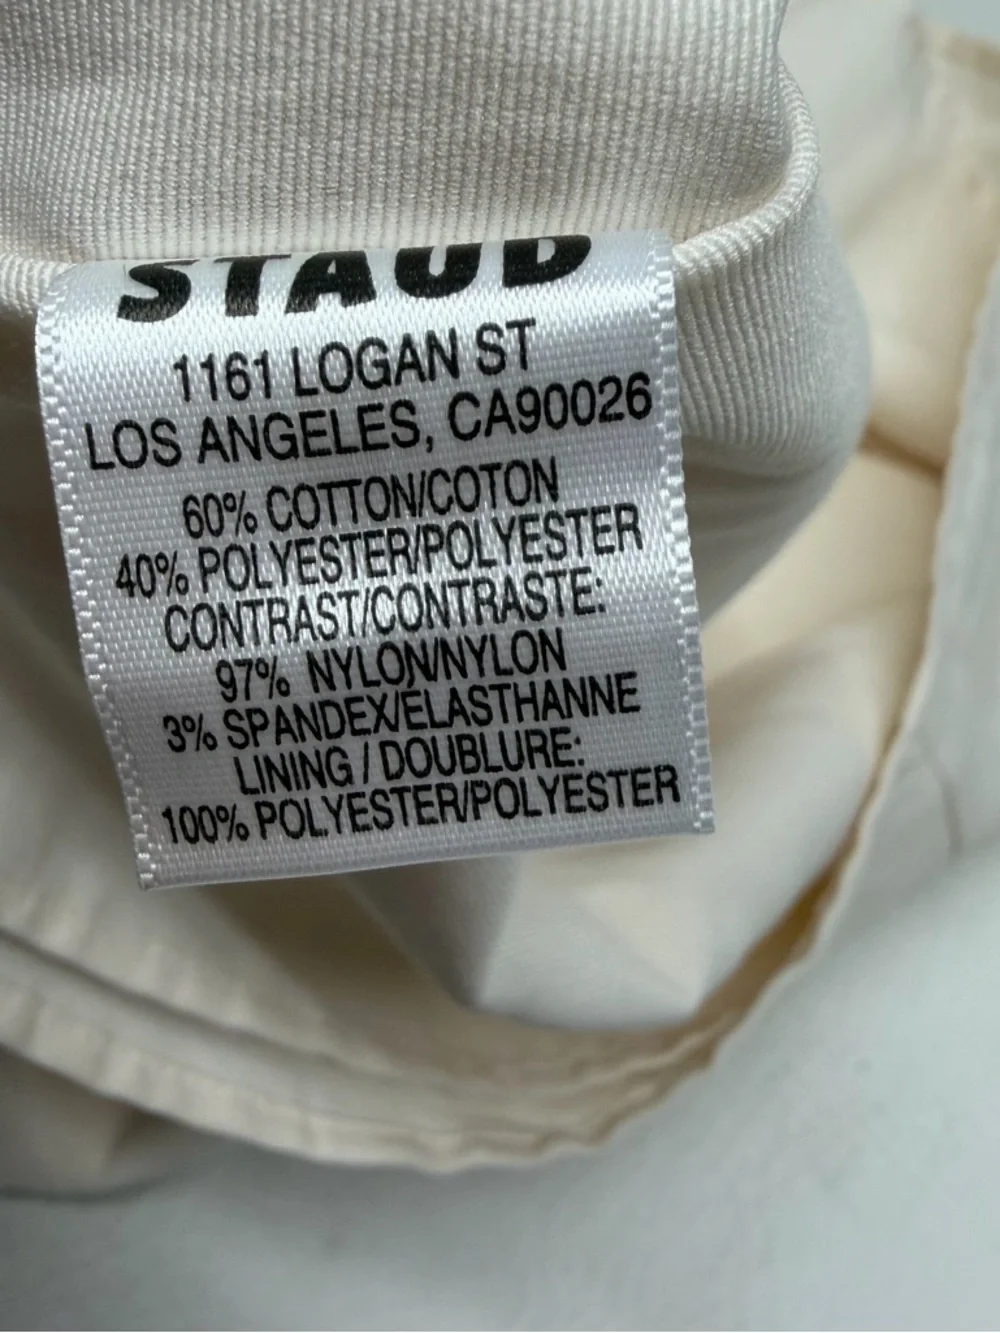 STAUD
1161 LOGAN ST
LOS ANGELES, CA90026
60% COTTON/COTON
40% POLYESTER/POLYESTER
CONTRAST/CONTRASTE:
97% NYLON/NYLON
3% SPANDEX/ELASTHANNE
LINING / DOUBLURE:
100% POLYESTER/POLYESTER